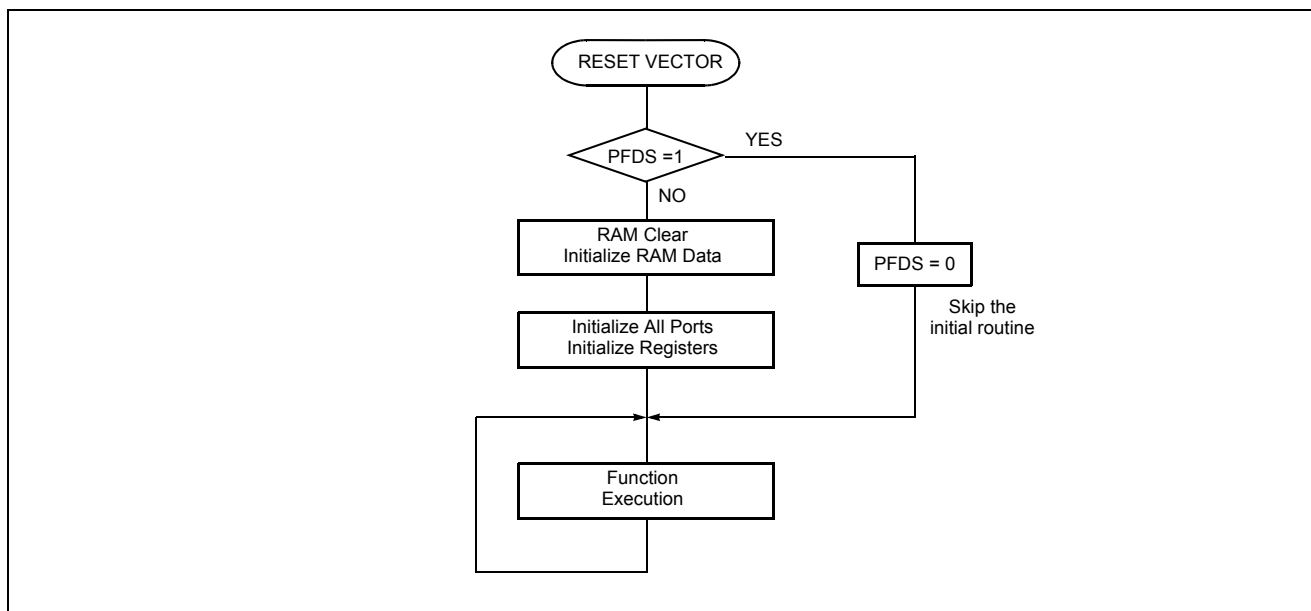 RESET VECTOR
YES
PFDS =1
NO
RAM Clear
Initialize RAM Data
PFDS = 0
Skip the
initial routine
Initialize All Ports
Initialize Registers
Function
Execution